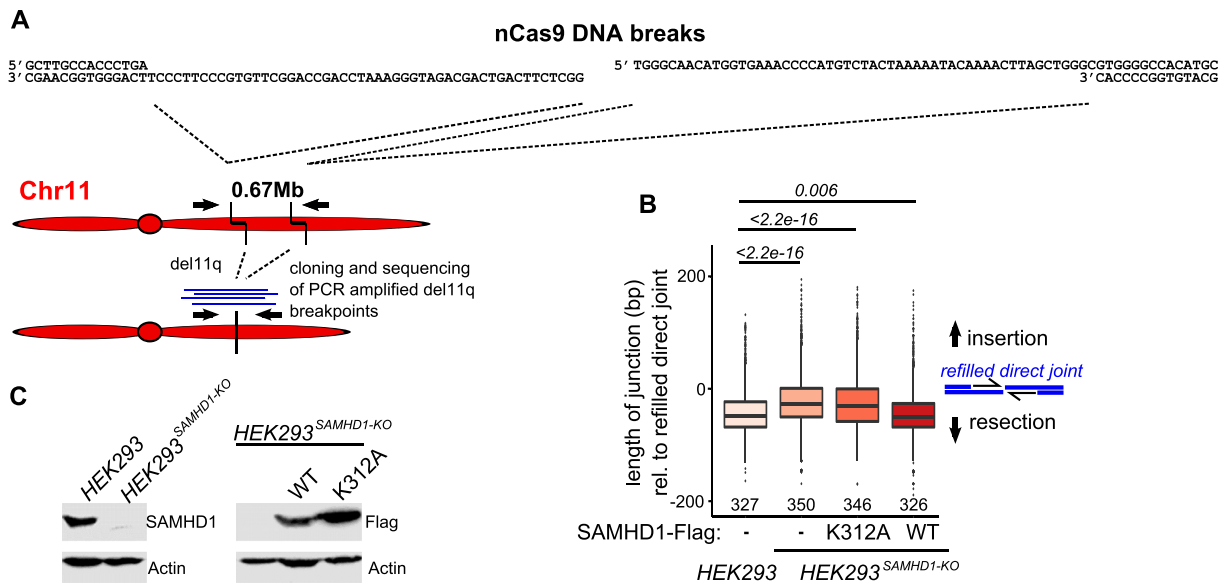 A
nCas9 DNA breaks
5’GCTTGCCACCCTGA
3’CGAACGGTGGGACTTCCCTTCCCGTGTTCGGACCGACCTAAAGGGTAGACGACTGACTTCTCGG
5’TGGGCAACATGGTGAAACCCCATGTCTACTAAAAATACAAAACTTAGCTGGGCGTGGGGCCACATGC
3’CACCCCGGTGTACG
Chr11
0.67Mb
del11q
cloning and sequencing
of PCR amplified del11q
breakpoints
B
0.006
<2.2e-16
<2.2e-16
length of junction (bp)
rel. to refilled direct joint
200
0
-200
insertion
refilled direct joint
resection
327 350 346 326
SAMHD1-Flag: - - K312A WT
HEK293 HEK293SAMHD1-KO
C
HEK293
HEK293SAMHD1-KO
SAMHD1
Actin
HEK293SAMHD1-KO
WT
K312A
Flag
Actin